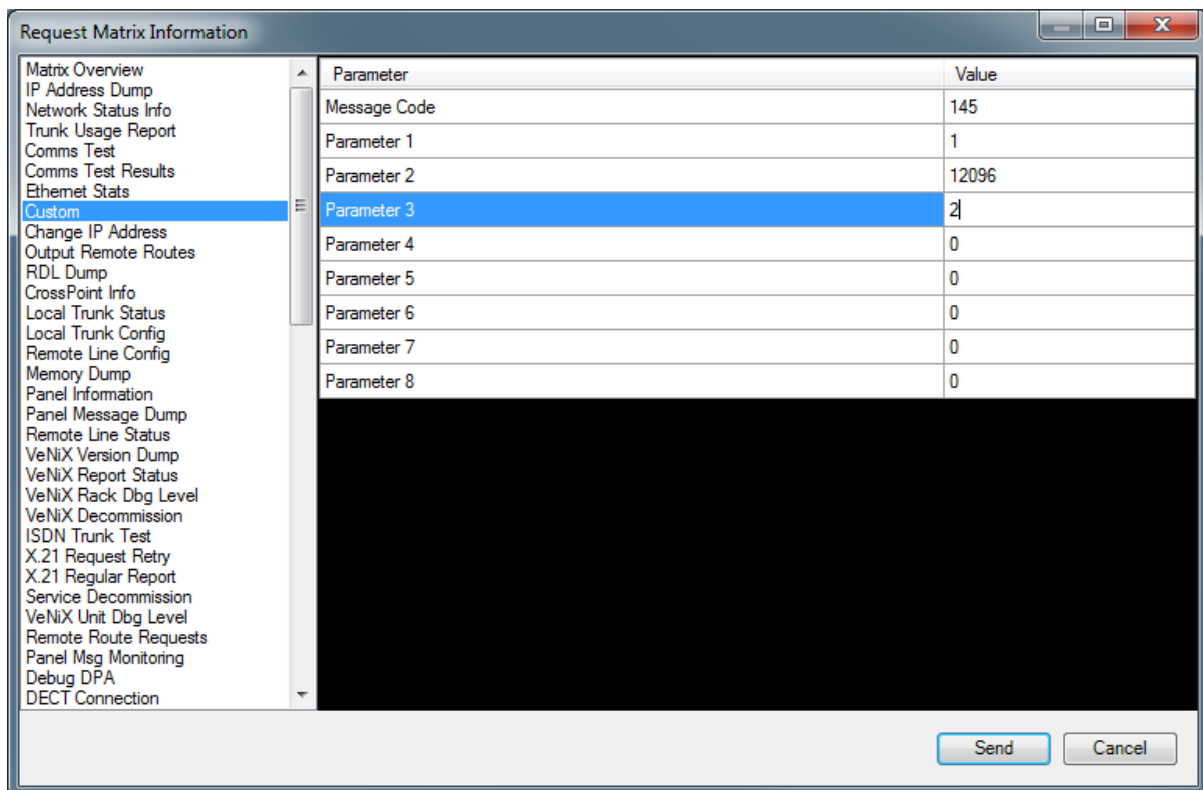 Request Matrix Information
Matrix Overview
IP Address Dump
Network Status Info
Trunk Usage Report
Comms Test
Comms Test Results
Ethernet Stats
Custom
Change IP Address
Output Remote Routes
RDL Dump
CrossPoint Info
Local Trunk Status
Local Trunk Config
Remote Line Config
Memory Dump
Panel Information
Panel Message Dump
Remote Line Status
VeNiX Version Dump
VeNiX Report Status
VeNiX Rack Dbg Level
VeNiX Decommission
ISDN Trunk Test
X.21 Request Retry
X.21 Regular Report
Service Decommission
VeNiX Unit Dbg Level
Remote Route Requests
Panel Msg Monitoring
Debug DPA
DECT Connection
Parameter Value
Message Code 145
Parameter 1 1
Parameter 2 12096
Parameter 3 2
Parameter 4 0
Parameter 5 0
Parameter 6 0
Parameter 7 0
Parameter 8 0
Send Cancel